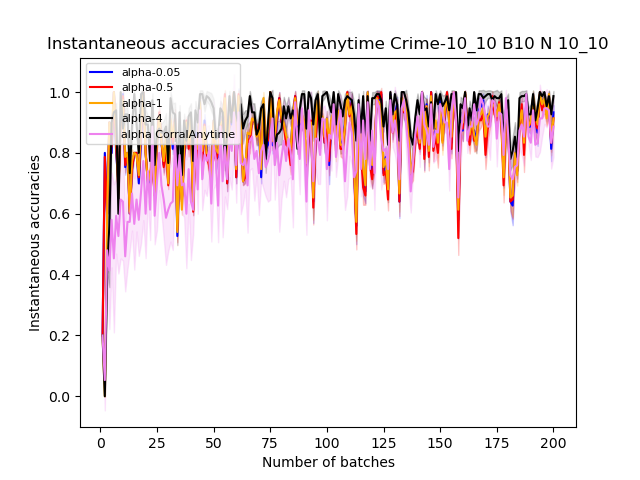 Instantaneous accuracies CorralAnytime Crime-10_10 B10 N 10_10
alpha-0.05
alpha-0.5
alpha-1
alpha-4
alpha CorralAnytime
1.0
0.8
0.6
0.4
0.2
0.0
Instantaneous accuracies
0 25 50 75 100 125 150 175 200
Number of batches